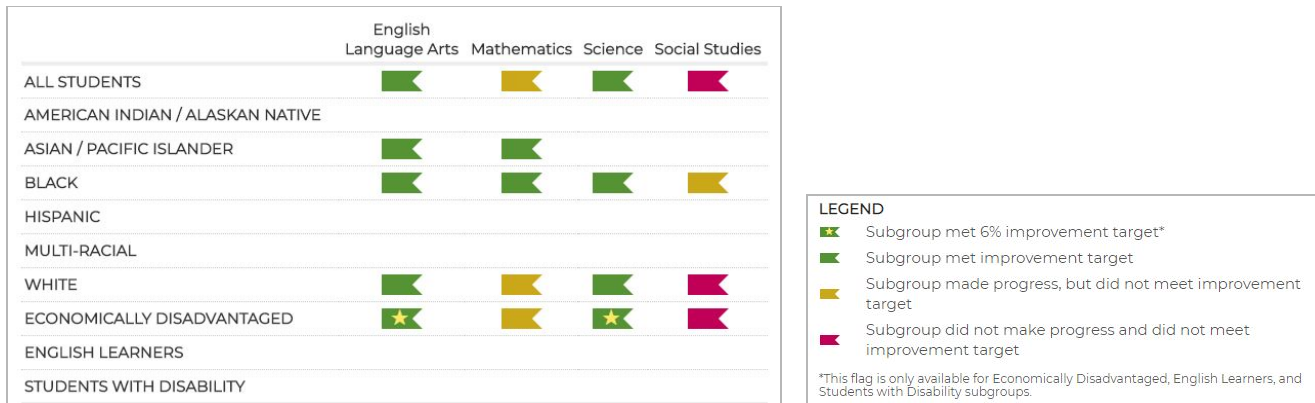 English
Language Arts Mathematics Science Social Studies
ALL STUDENTS
AMERICAN INDIAN / ALASKAN NATIVE
ASIAN / PACIFIC ISLANDER
BLACK
HISPANIC
MULTI-RACIAL
WHITE
ECONOMICALLY DISADVANTAGED
ENGLISH LEARNERS
STUDENTS WITH DISABILITY
LEGEND
Subgroup met 6% improvement target*
Subgroup met improvement target
Subgroup made progress, but did not meet improvement
target
Subgroup did not make progress and did not meet
improvement target
*This flag is only available for Economically Disadvantaged, English Learners, and
Students with Disability subgroups.